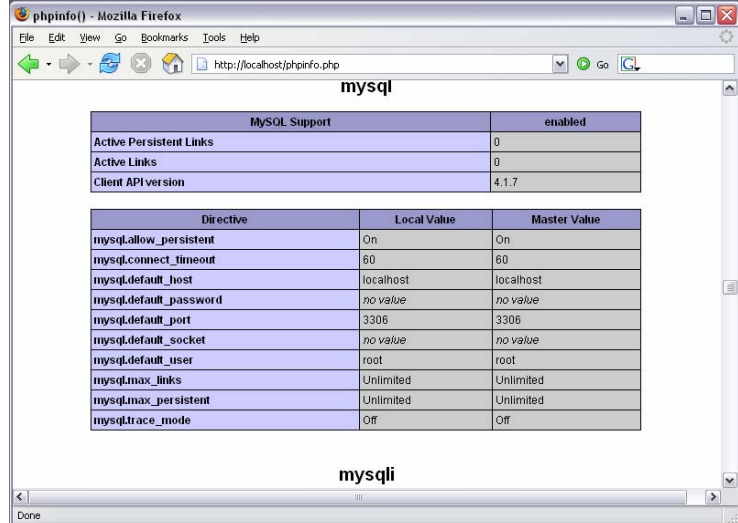 phpinfo() - Mozilla Firefox
File Edit View Go Bookmarks Tools Help
http://localhost/phpinfo.php Go G
mysql
MySQL Support enabled
Active Persistent Links 0
Active Links 0
Client API version 4.1.7
Directive Local Value Master Value
mysql.allow_persistent On On
mysql.connect_timeout 60 60
mysql.default_host localhost localhost
mysql.default_password no value no value
mysql.default_port 3306 3306
mysql.default_socket no value no value
mysql.default_user root root
mysql.max_links Unlimited Unlimited
mysql.max_persistent Unlimited Unlimited
mysql.trace_mode Off Off
mysqli
Done